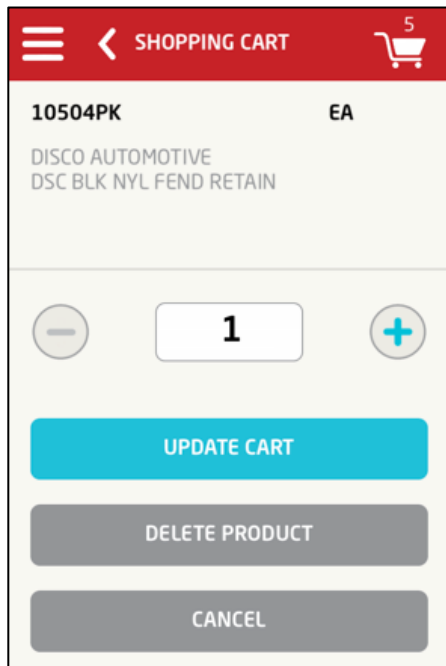 SHOPPING CART
5
10504PK EA
DISCO AUTOMOTIVE
DSC BLK NYL FEND RETAIN
1
UPDATE CART
DELETE PRODUCT
CANCEL